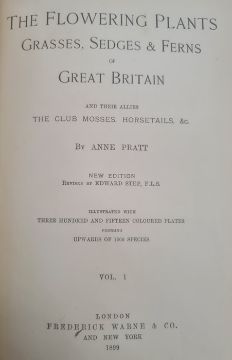 THE FLOWERING PLANTS
GRASSES, SEDGES & FERNS
OF
GREAT BRITAIN
AND THEIR ALLIES
THE CLUB MOSSES, HORSETAILS, &c.
BY ANNE PRATT
NEW EDITION
REVISED BY EDWARD STEP, F.L.S.
ILLUSTRATED WITH
THREE HUNDRED AND FIFTEEN COLOURED PLATES
FORMING
UPWARDS OF 1500 SPECIES
VOL. I
LONDON
FREDERICK WARNE & CO.
AND NEW YORK
1899